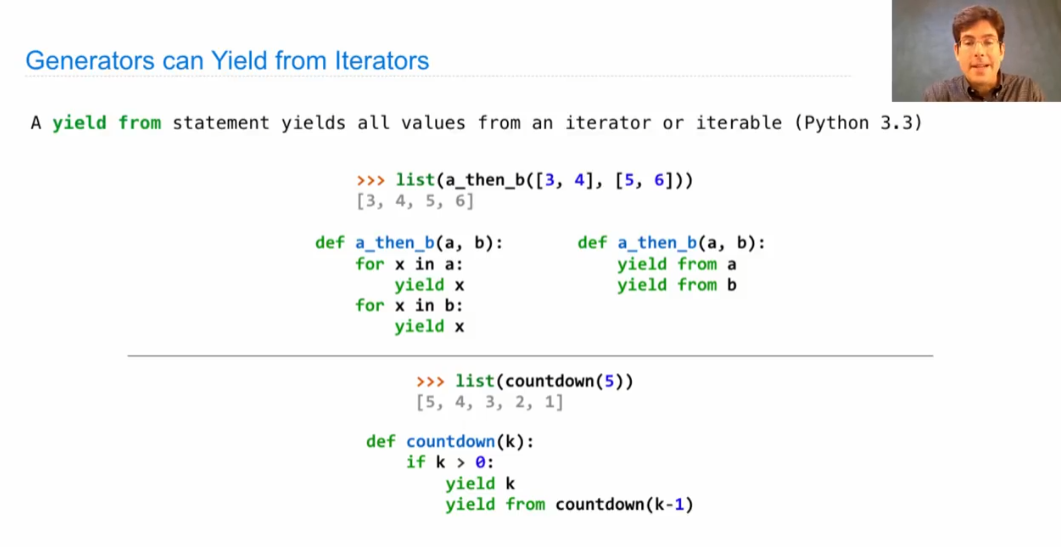 Generators can Yield from Iterators
A yield from statement yields all values from an iterator or iterable (Python 3.3)
>>> list(a_then_b([3, 4], [5, 6]))
[3, 4, 5, 6]
def a_then_b(a, b):
    for x in a:
        yield x
    for x in b:
        yield x
def a_then_b(a, b):
    yield from a
    yield from b
>>> list(countdown(5))
[5, 4, 3, 2, 1]
def countdown(k):
    if k > 0:
        yield k
        yield from countdown(k-1)